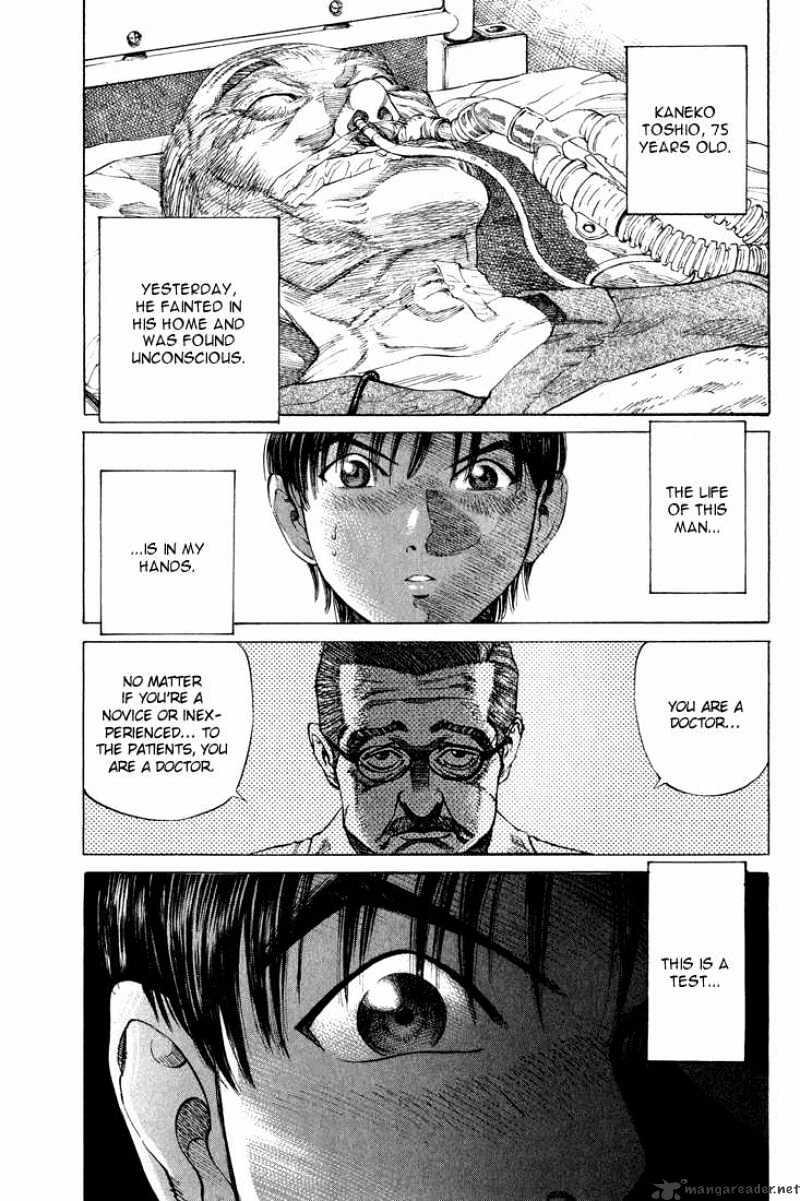 KANEKO
TOSHIO, 75
YEARS OLD.
YESTERDAY,
HE FAINTED IN
HIS HOME AND
WAS FOUND
UNCONSCIOUS.
THE LIFE
OF THIS
MAN...
...IS IN MY
HANDS.
YOU ARE A
DOCTOR...
NO MATTER
IF YOU'RE A
NOVICE OR INEX-
PERIENCED... TO
THE PATIENTS, YOU
ARE A DOCTOR.
THIS IS A
TEST...
mangareader.net